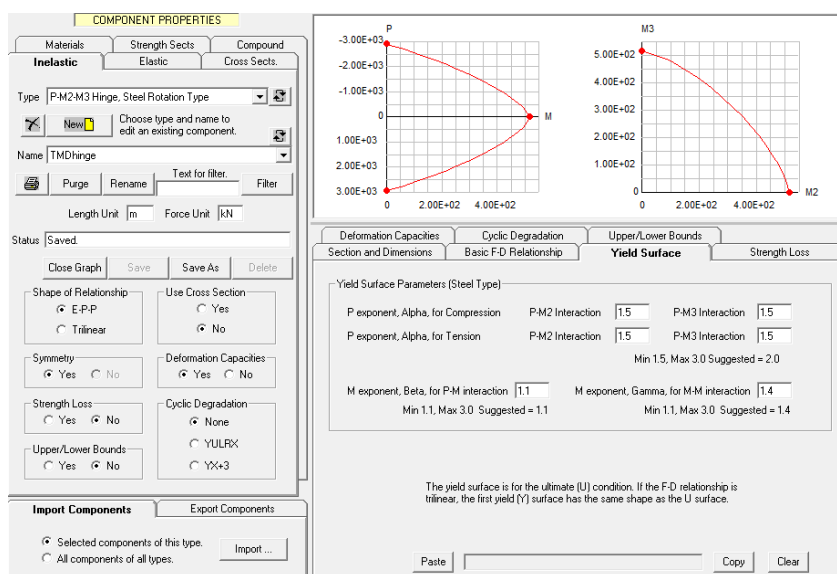 COMPONENT PROPERTIES
Materials Strength Sects Compound
Inelastic Elastic Cross Sects.
Type P-M2-M3 Hinge, Steel Rotation Type
New Choose type and name to
edit an existing component.
Name TMDhinge
Text for filter.
Purge Rename Filter
Length Unit m Force Unit kN
Status Saved.
Close Graph Save Save As Delete
Shape of Relationship
E-P-P
Trilinear
Use Cross Section
Yes
No
Symmetry
Yes No
Deformation Capacities
Yes No
Strength Loss
Yes No
Cyclic Degradation
None
YULRX
YX+3
Upper/Lower Bounds
Yes No
Import Components Export Components
Selected components of this type.
All components of all types.
Import ...
P
-3.00E+03
-2.00E+03
-1.00E+03
0
1.00E+03
2.00E+03
3.00E+03
M
0 2.00E+02 4.00E+02
M3
5.00E+02
4.00E+02
3.00E+02
2.00E+02
1.00E+02
0
M2
0 2.00E+02 4.00E+02
Deformation Capacities Cyclic Degradation Upper/Lower Bounds
Section and Dimensions Basic F-D Relationship Yield Surface Strength Loss
Yield Surface Parameters (Steel Type)
P exponent, Alpha, for Compression P-M2 Interaction 1.5 P-M3 Interaction 1.5
P exponent, Alpha, for Tension P-M2 Interaction 1.5 P-M3 Interaction 1.5
Min 1.5, Max 3.0 Suggested = 2.0
M exponent, Beta, for P-M interaction 1.1 M exponent, Gamma, for M-M interaction 1.4
Min 1.1, Max 3.0 Suggested = 1.1 Min 1.1, Max 3.0 Suggested = 1.4
The yield surface is for the ultimate (U) condition. If the F-D relationship is
trilinear, the first yield (Y) surface has the same shape as the U surface.
Paste Copy Clear